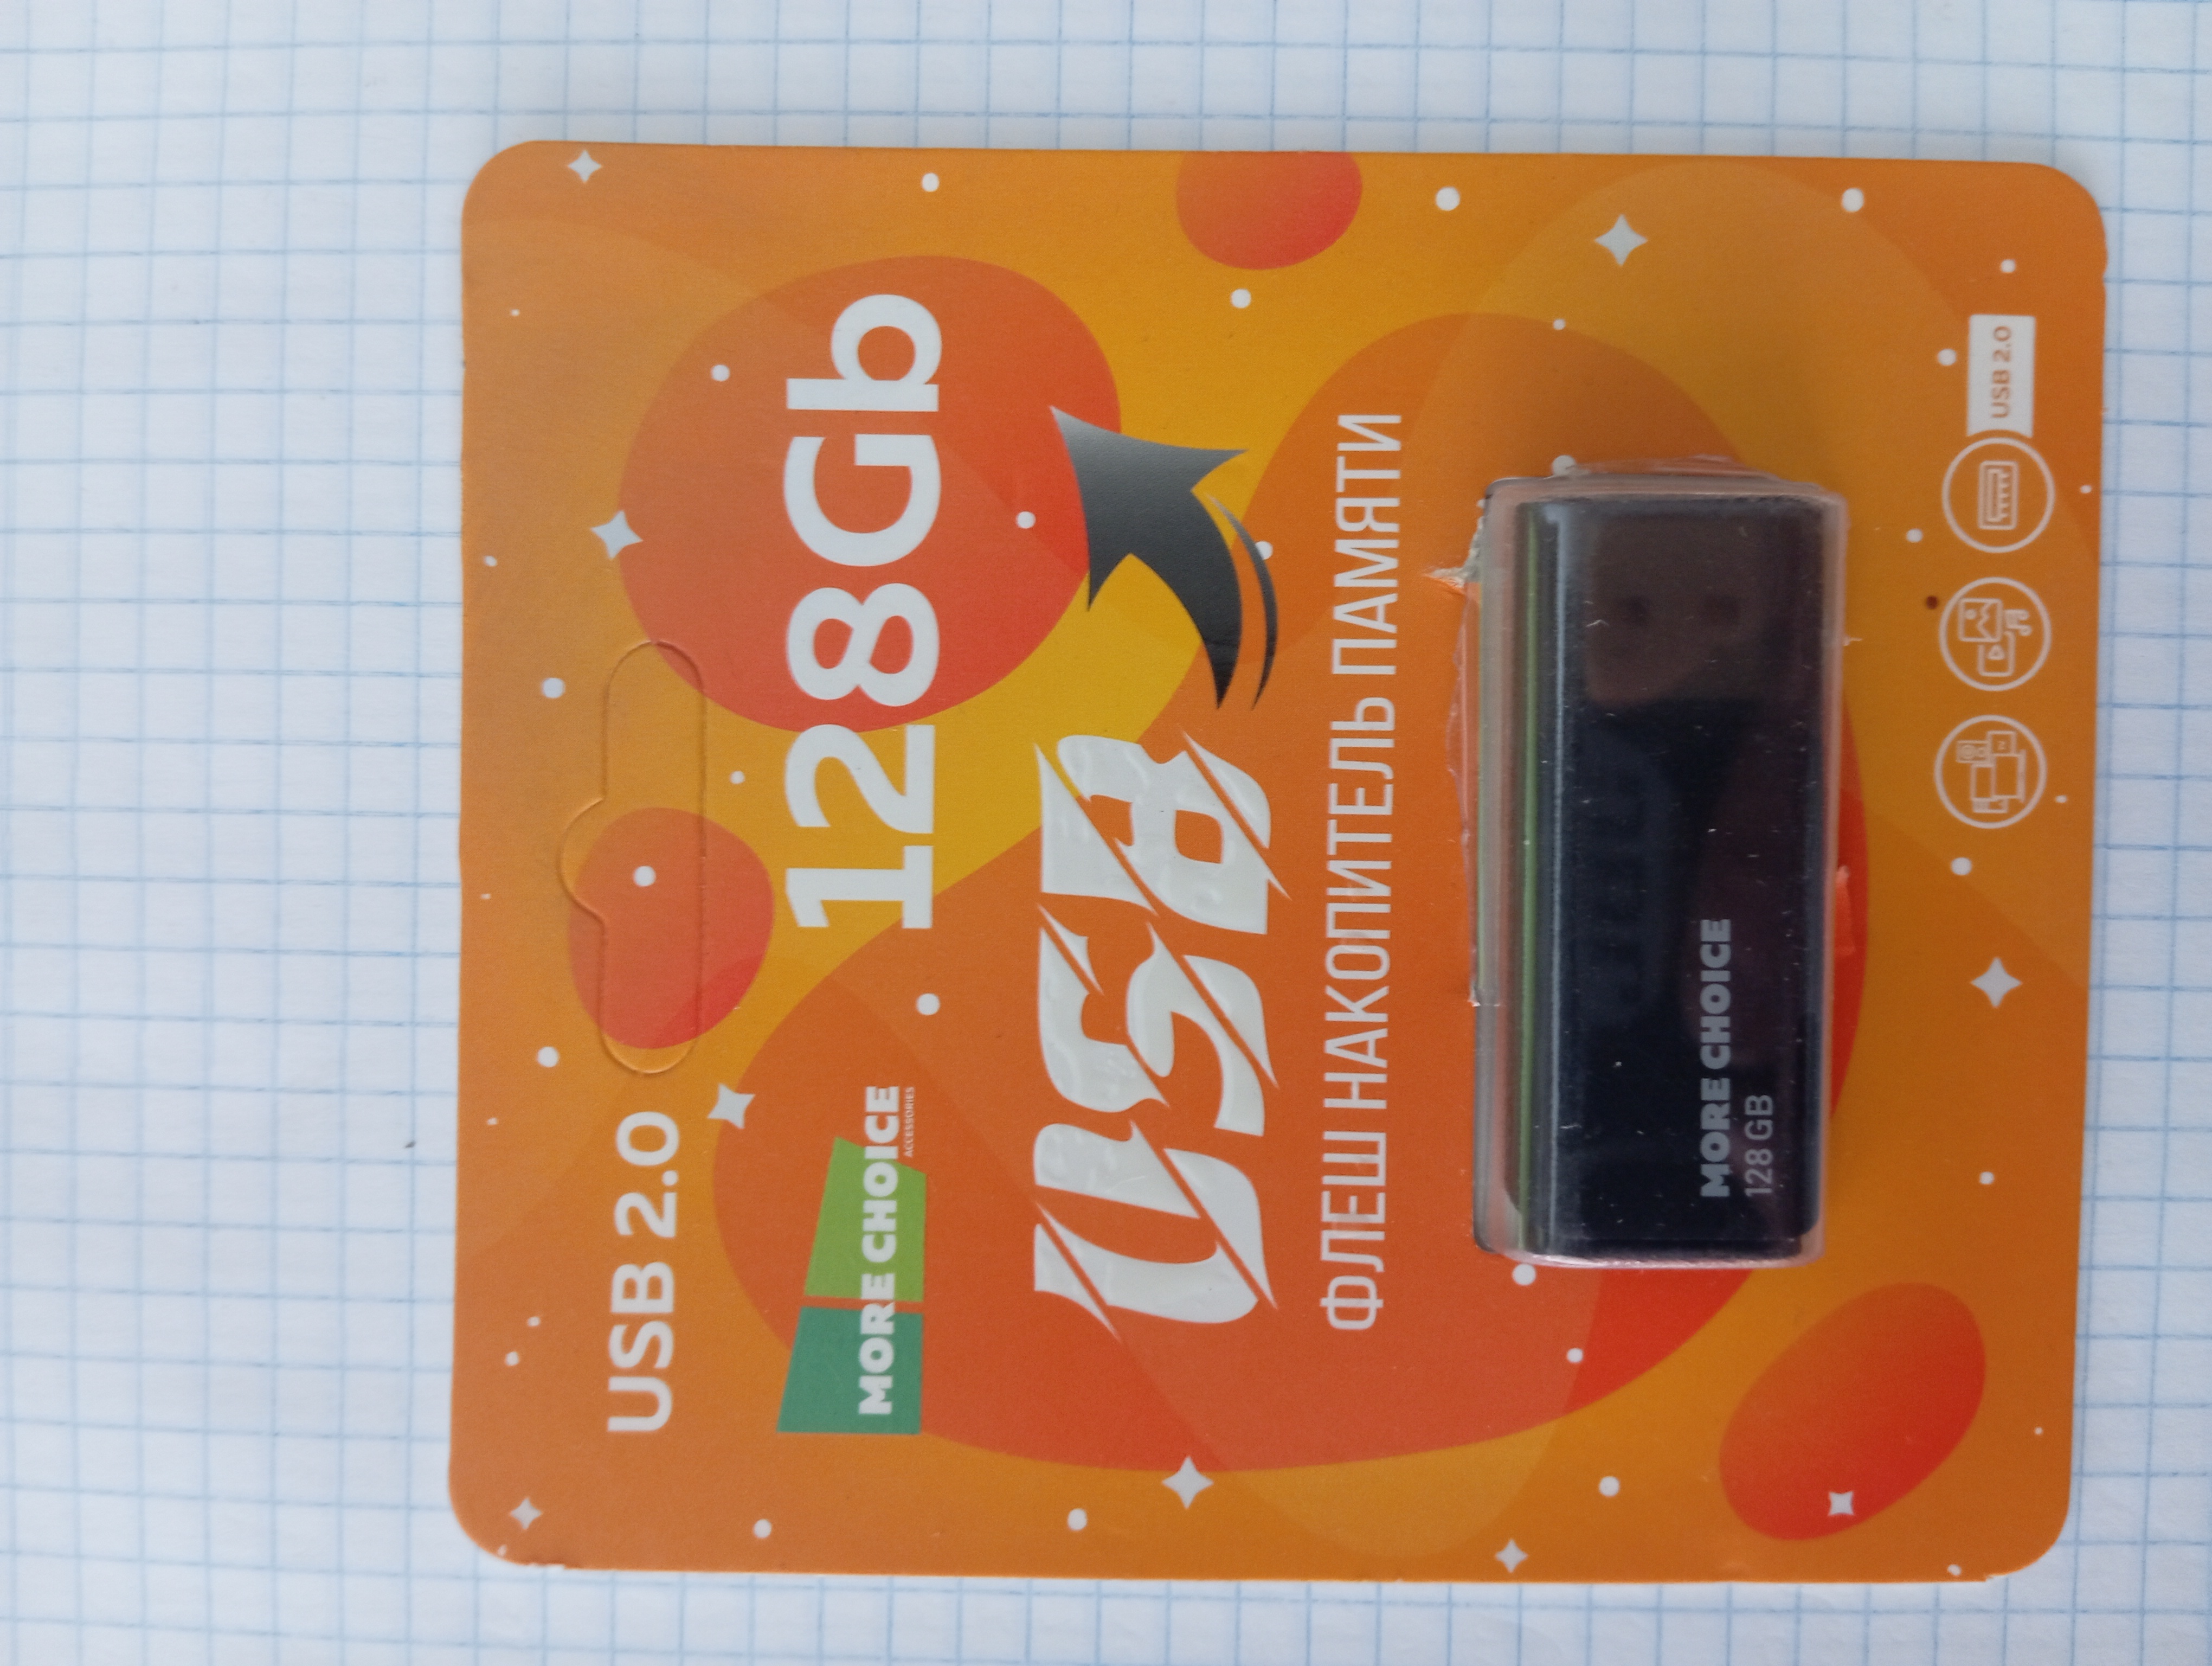 USB 2.0
MORE CHOICE
ACCESSORIES
128Gb
USB
ФЛЕШ НАКОПИТЕЛЬ ПАМЯТИ
MORE CHOICE
128 GB
USB 2.0